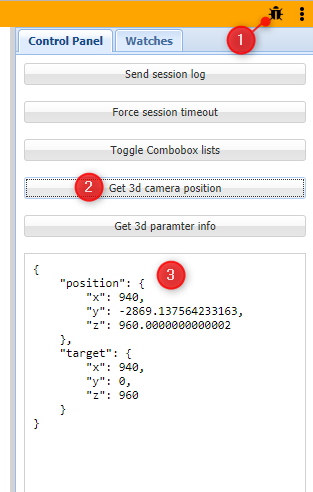 1
Control Panel
Watches
Send session log
Force session timeout
Toggle Combobox lists
2
Get 3d camera position
Get 3d paramter info
3
{
    "position": {
        "x": 940,
        "y": -2869.137564233163,
        "z": 960.0000000000002
    },
    "target": {
        "x": 940,
        "y": 0,
        "z": 960
    }
}